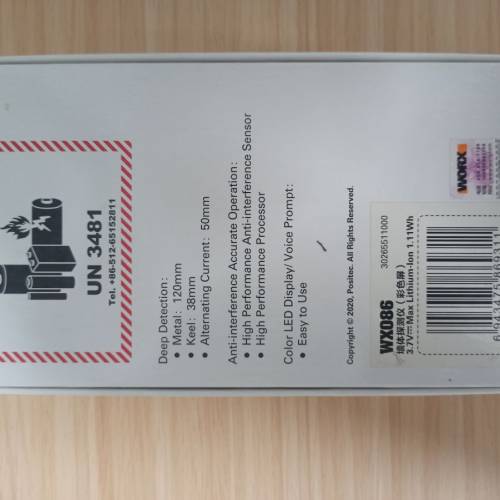 UN 3481
Tel. +86-512-65152811
Deep Detection:
• Metal: 120mm
• Keel: 38mm
• Alternating Current: 50mm
Anti-interference Accurate Operation:
• High Performance Anti-interference Sensor
• High Performance Processor
Color LED Display/ Voice Prompt:
• Easy to Use
Copyright © 2020, Positec. All Rights Reserved.
WORX
30265511000
WX086
墙体探测仪（彩色屏）
3.7V Max Lithium-Ion 1.11Wh